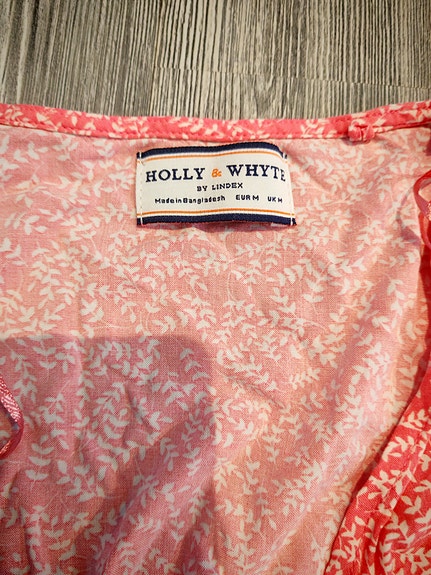 HOLLY & WHYTE
BY LINDEX
Made in Bangladesh EUR M UK M